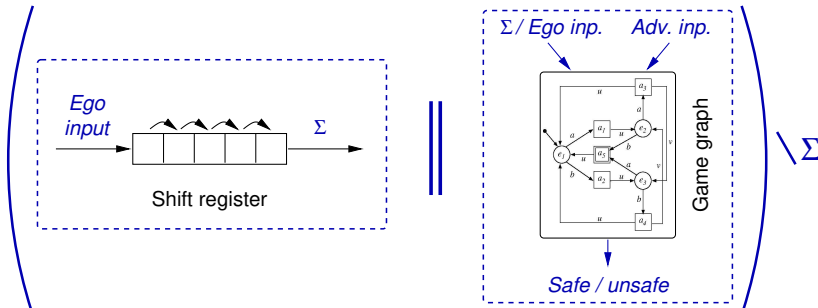 Ego
input
Σ
Shift register
Σ / Ego inp.
Adv. inp.
a3
u
a
a1
a
u
e2
b
v
e1
u
a5
a
b
a2
u
e3
b
u
a4
Game graph
Safe / unsafe
\ Σ